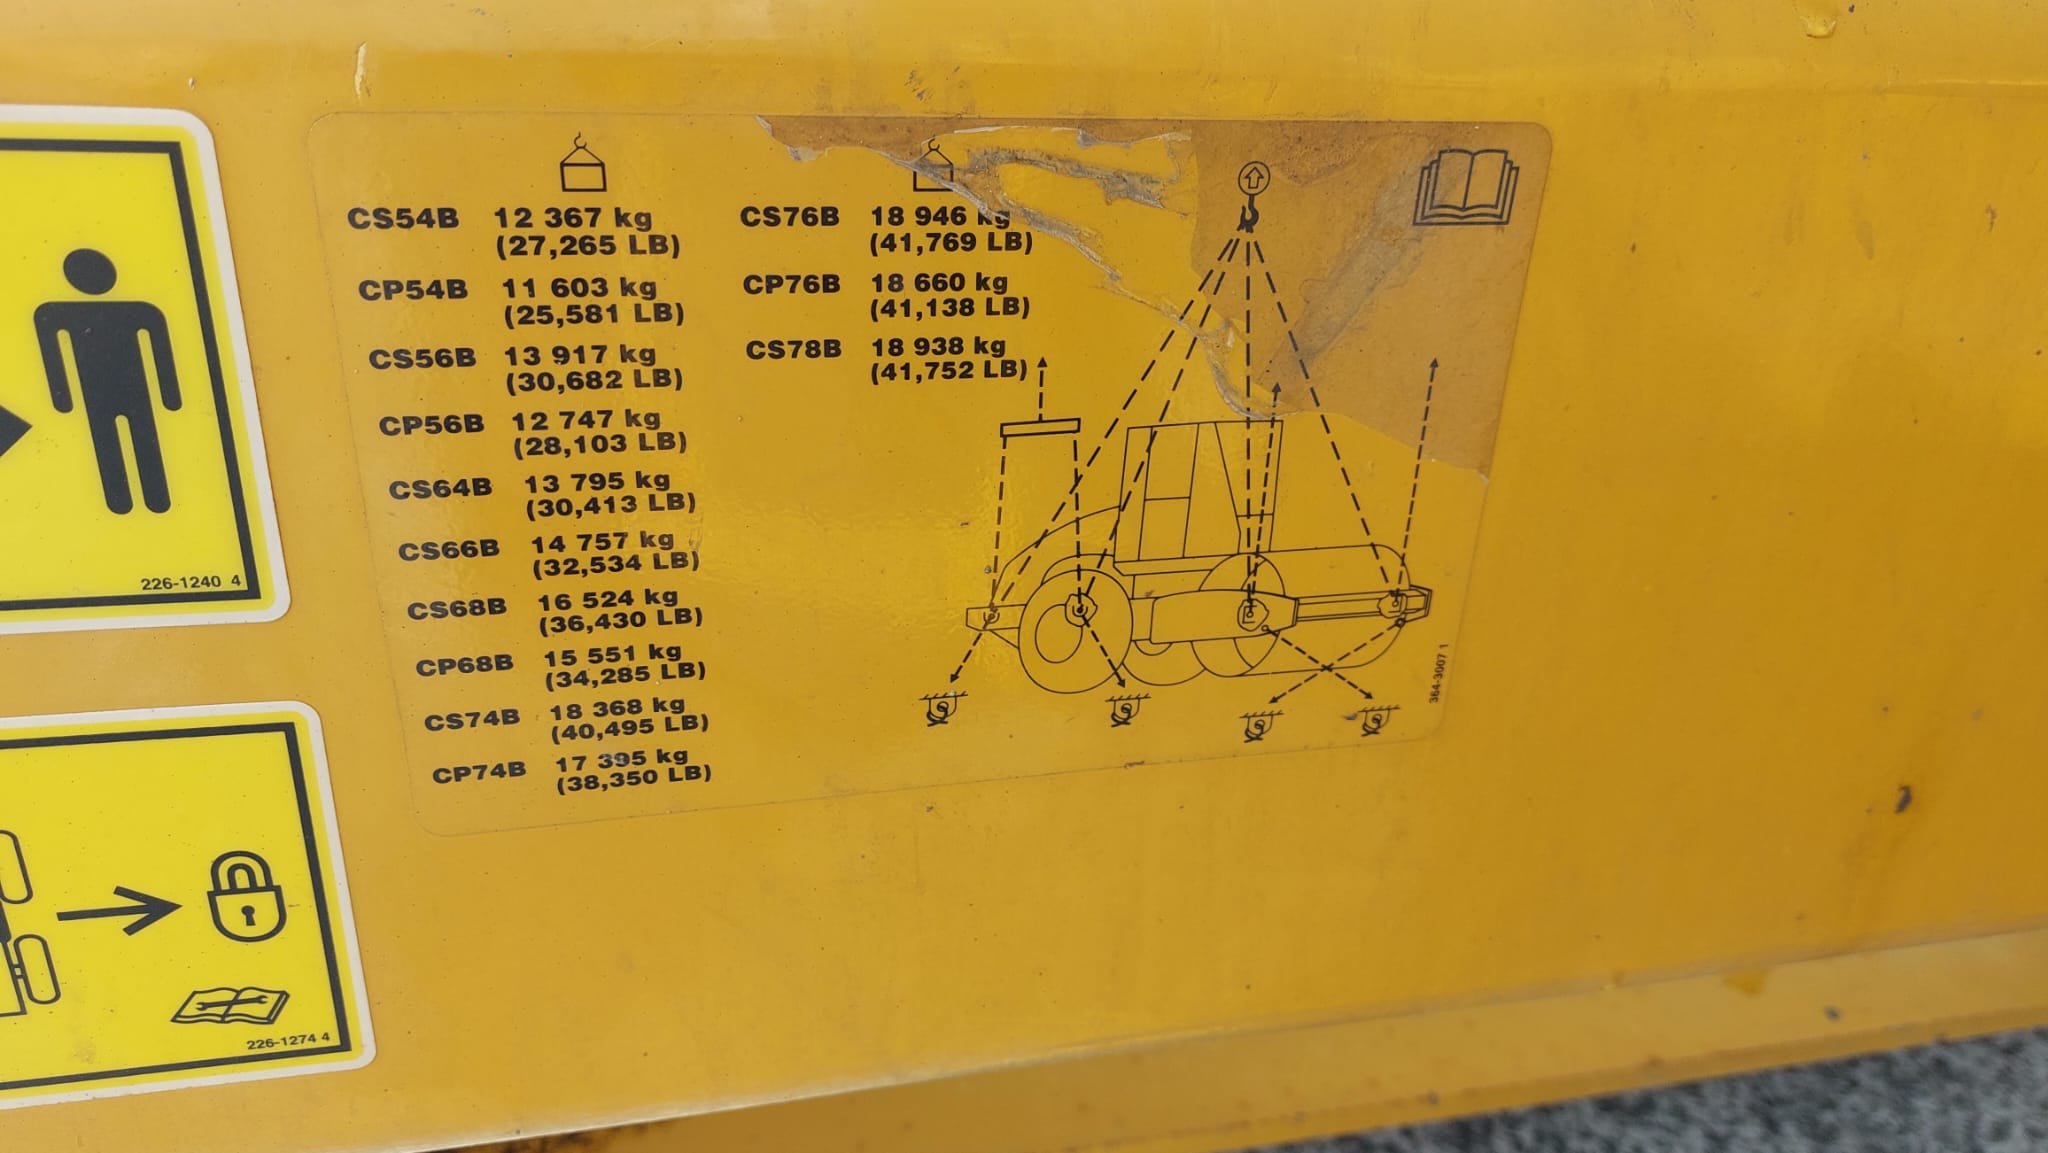 CS54B 12 367 kg
(27,265 LB)
CP54B 11 603 kg
(25,581 LB)
CS56B 13 917 kg
(30,682 LB)
CP56B 12 747 kg
(28,103 LB)
CS64B 13 795 kg
(30,413 LB)
CS66B 14 757 kg
(32,534 LB)
CS68B 16 524 kg
(36,430 LB)
CP68B 15 551 kg
(34,285 LB)
CS74B 18 368 kg
(40,495 LB)
CP74B 17 395 kg
(38,350 LB)
CS76B 18 946 kg
(41,769 LB)
CP76B 18 660 kg
(41,138 LB)
CS78B 18 938 kg
(41,752 LB)
364-3007 1
226-1240 4
226-1274 4